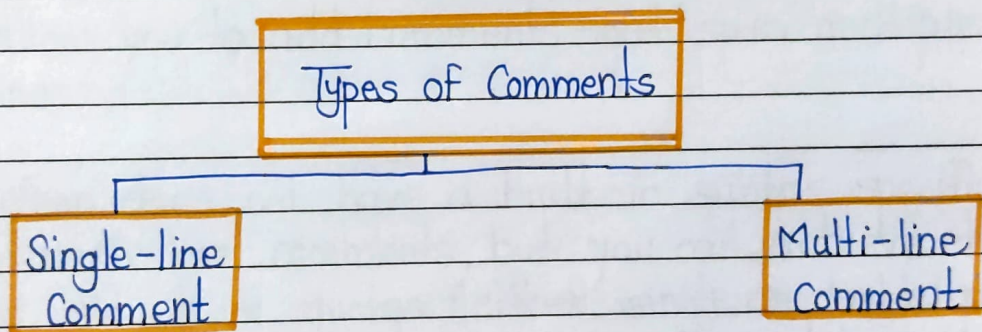 Types of Comments
Single-line
Comment
Multi-line
Comment